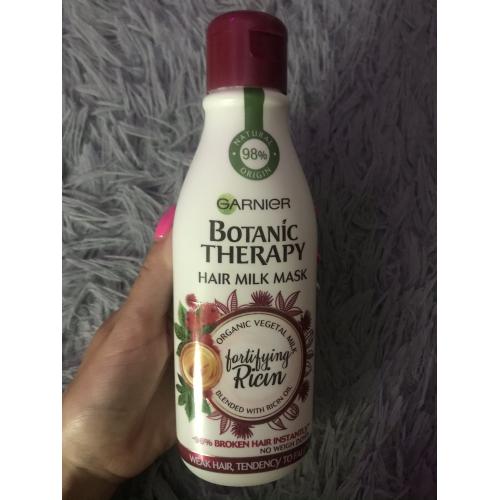 NATURAL
98%
ORIGIN
GARNIER
BOTANIC
THERAPY
HAIR MILK MASK
ORGANIC VEGETAL MILK
fortifying
Ricin
BLENDED WITH RICIN OIL
BROKEN HAIR INSTANTLY*
NO WEIGH DOWN
WEAK HAIR, TENDENCY TO